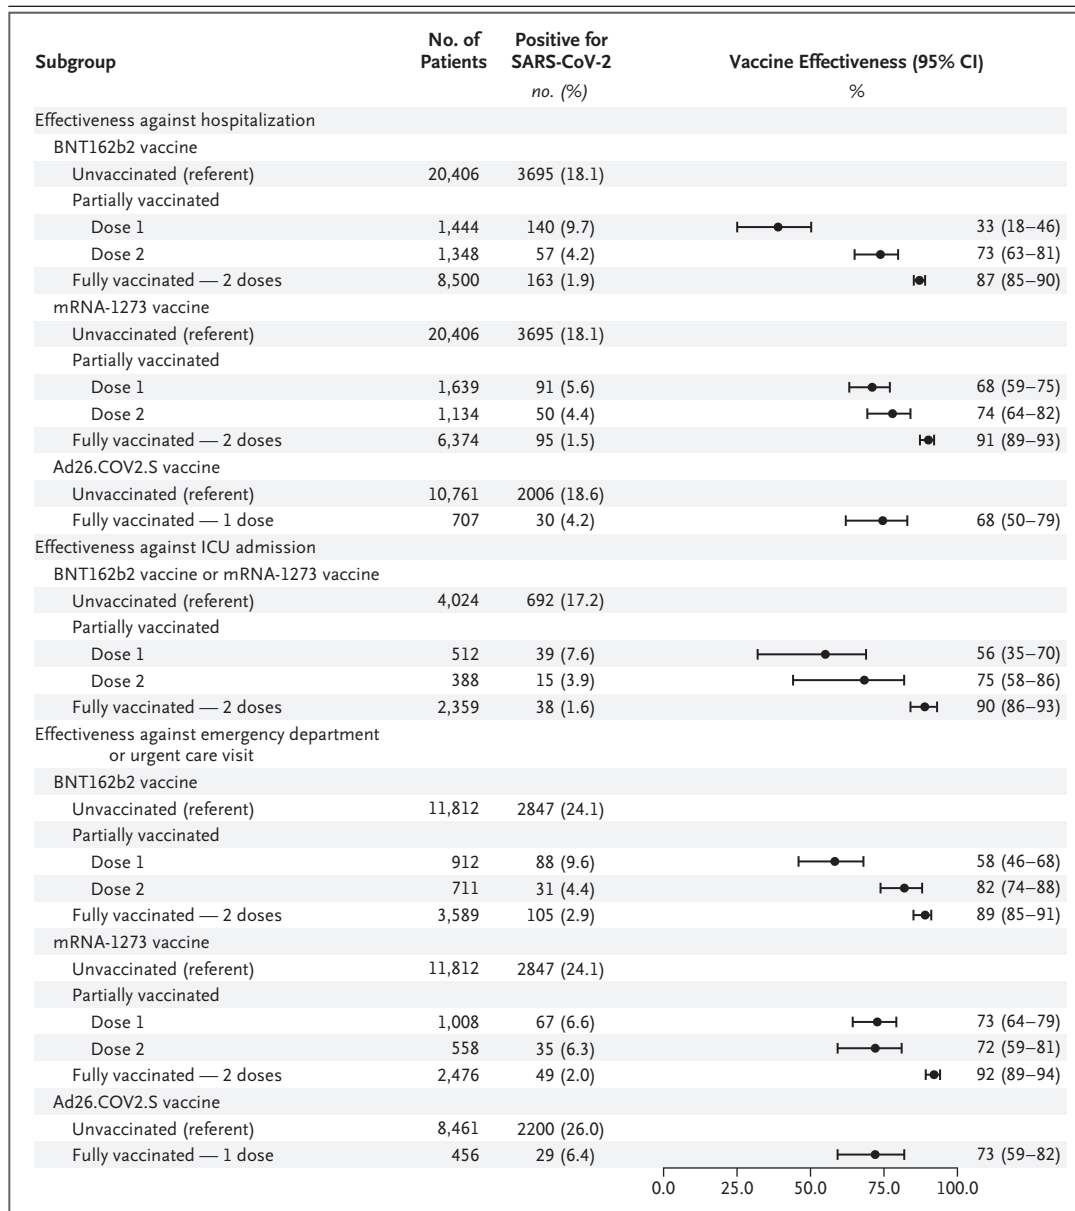 Subgroup No. of Patients Positive for SARS-CoV-2 Vaccine Effectiveness (95% CI)
no. (%) %
Effectiveness against hospitalization
BNT162b2 vaccine
Unvaccinated (referent) 20,406 3695 (18.1)
Partially vaccinated
Dose 1 1,444 140 (9.7) 33 (18–46)
Dose 2 1,348 57 (4.2) 73 (63–81)
Fully vaccinated — 2 doses 8,500 163 (1.9) 87 (85–90)
mRNA-1273 vaccine
Unvaccinated (referent) 20,406 3695 (18.1)
Partially vaccinated
Dose 1 1,639 91 (5.6) 68 (59–75)
Dose 2 1,134 50 (4.4) 74 (64–82)
Fully vaccinated — 2 doses 6,374 95 (1.5) 91 (89–93)
Ad26.COV2.S vaccine
Unvaccinated (referent) 10,761 2006 (18.6)
Fully vaccinated — 1 dose 707 30 (4.2) 68 (50–79)
Effectiveness against ICU admission
BNT162b2 vaccine or mRNA-1273 vaccine
Unvaccinated (referent) 4,024 692 (17.2)
Partially vaccinated
Dose 1 512 39 (7.6) 56 (35–70)
Dose 2 388 15 (3.9) 75 (58–86)
Fully vaccinated — 2 doses 2,359 38 (1.6) 90 (86–93)
Effectiveness against emergency department
or urgent care visit
BNT162b2 vaccine
Unvaccinated (referent) 11,812 2847 (24.1)
Partially vaccinated
Dose 1 912 88 (9.6) 58 (46–68)
Dose 2 711 31 (4.4) 82 (74–88)
Fully vaccinated — 2 doses 3,589 105 (2.9) 89 (85–91)
mRNA-1273 vaccine
Unvaccinated (referent) 11,812 2847 (24.1)
Partially vaccinated
Dose 1 1,008 67 (6.6) 73 (64–79)
Dose 2 558 35 (6.3) 72 (59–81)
Fully vaccinated — 2 doses 2,476 49 (2.0) 92 (89–94)
Ad26.COV2.S vaccine
Unvaccinated (referent) 8,461 2200 (26.0)
Fully vaccinated — 1 dose 456 29 (6.4) 73 (59–82)
0.0 25.0 50.0 75.0 100.0